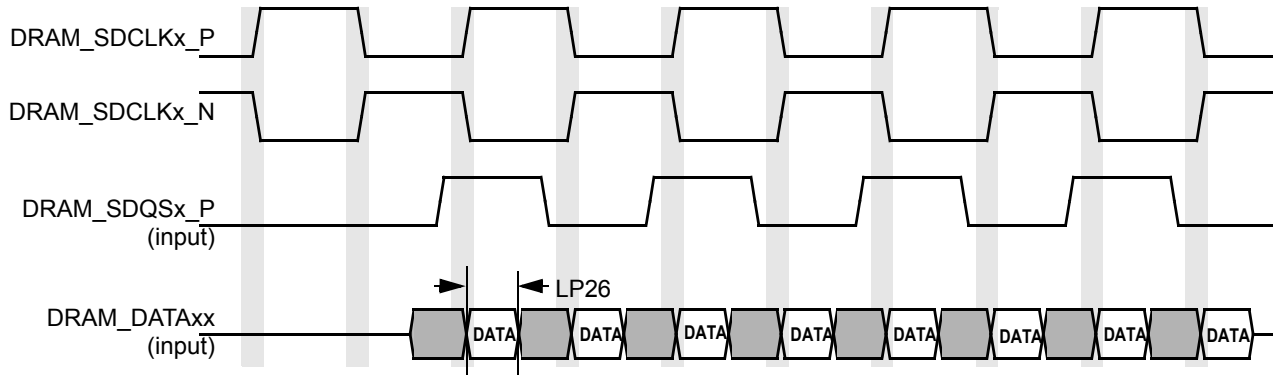 DRAM_SDCLKx_P
DRAM_SDCLKx_N
DRAM_SDQSx_P
(input)
LP26
DRAM_DATAxx
(input)
DATA DATA DATA DATA DATA DATA DATA DATA